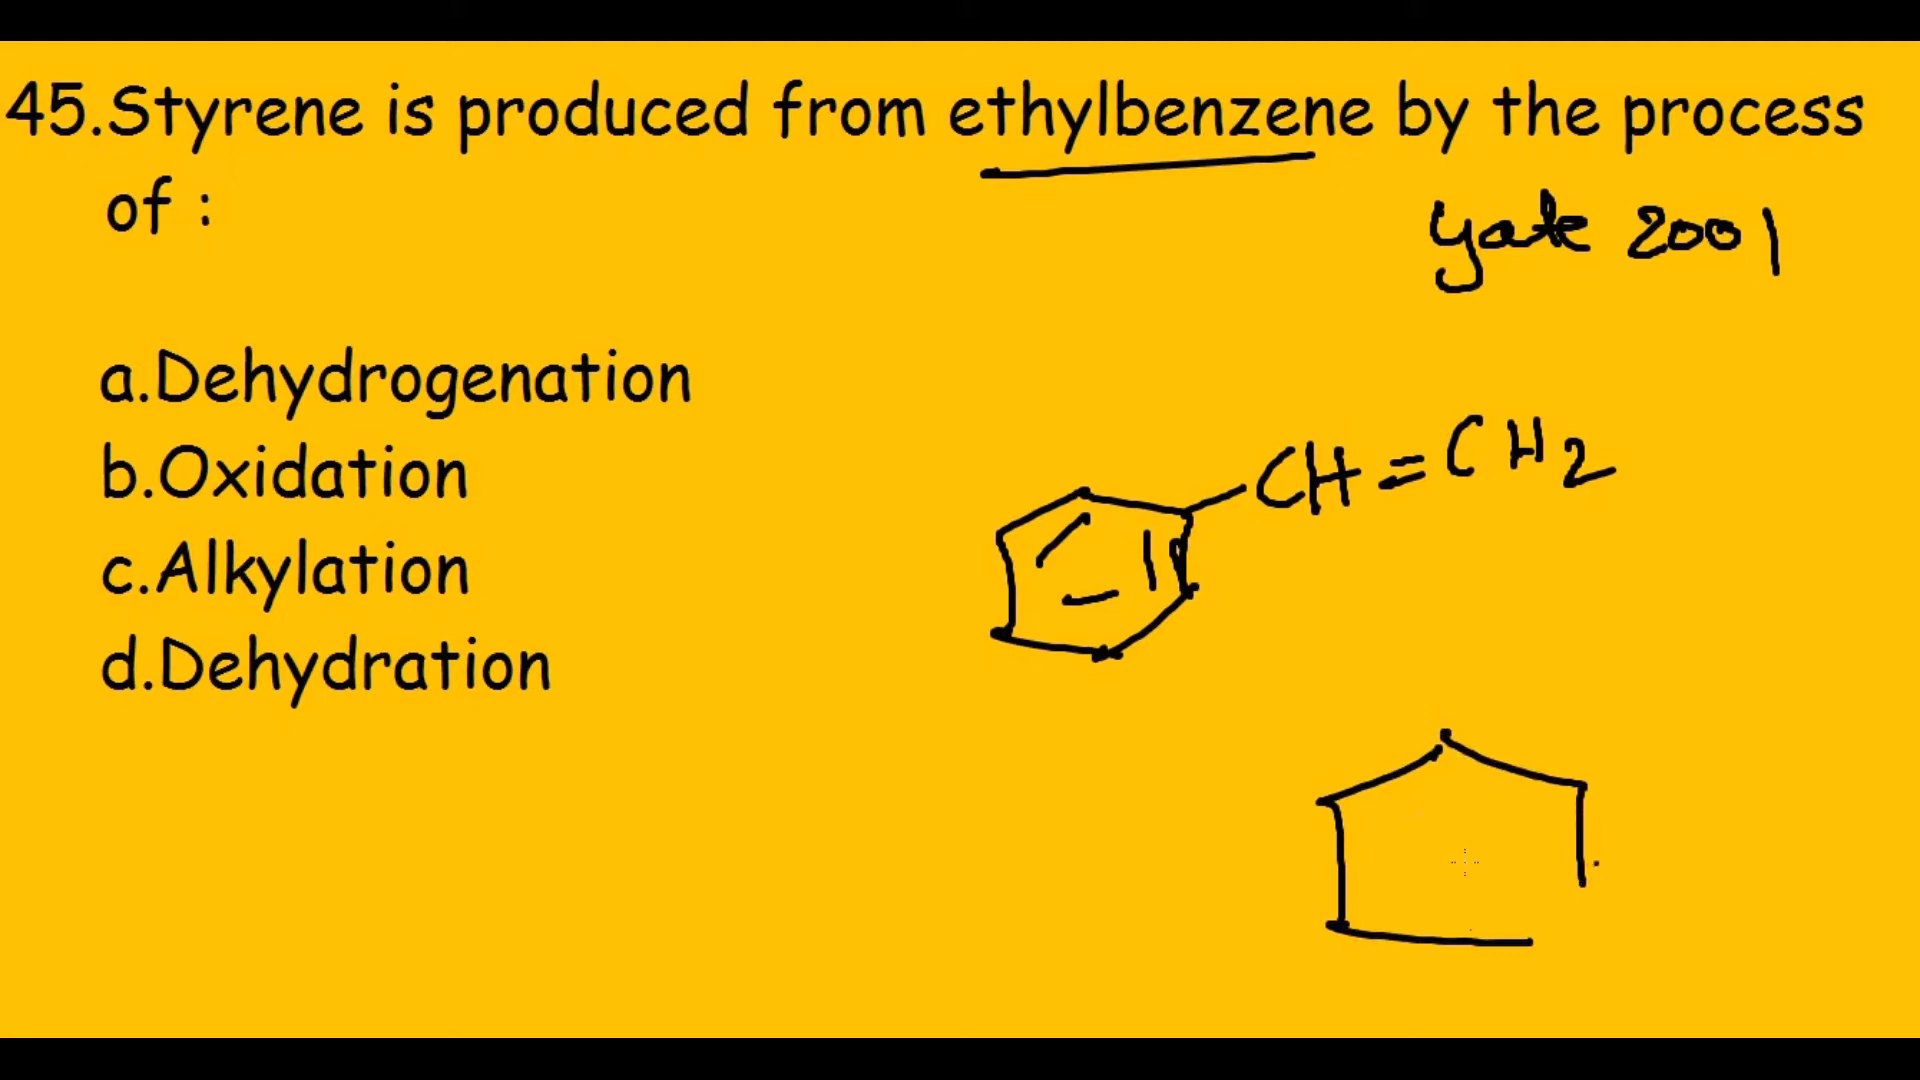 45.Styrene is produced from ethylbenzene by the process
of :
gate 2001
a.Dehydrogenation
b.Oxidation
c.Alkylation
d.Dehydration
CH=CH2